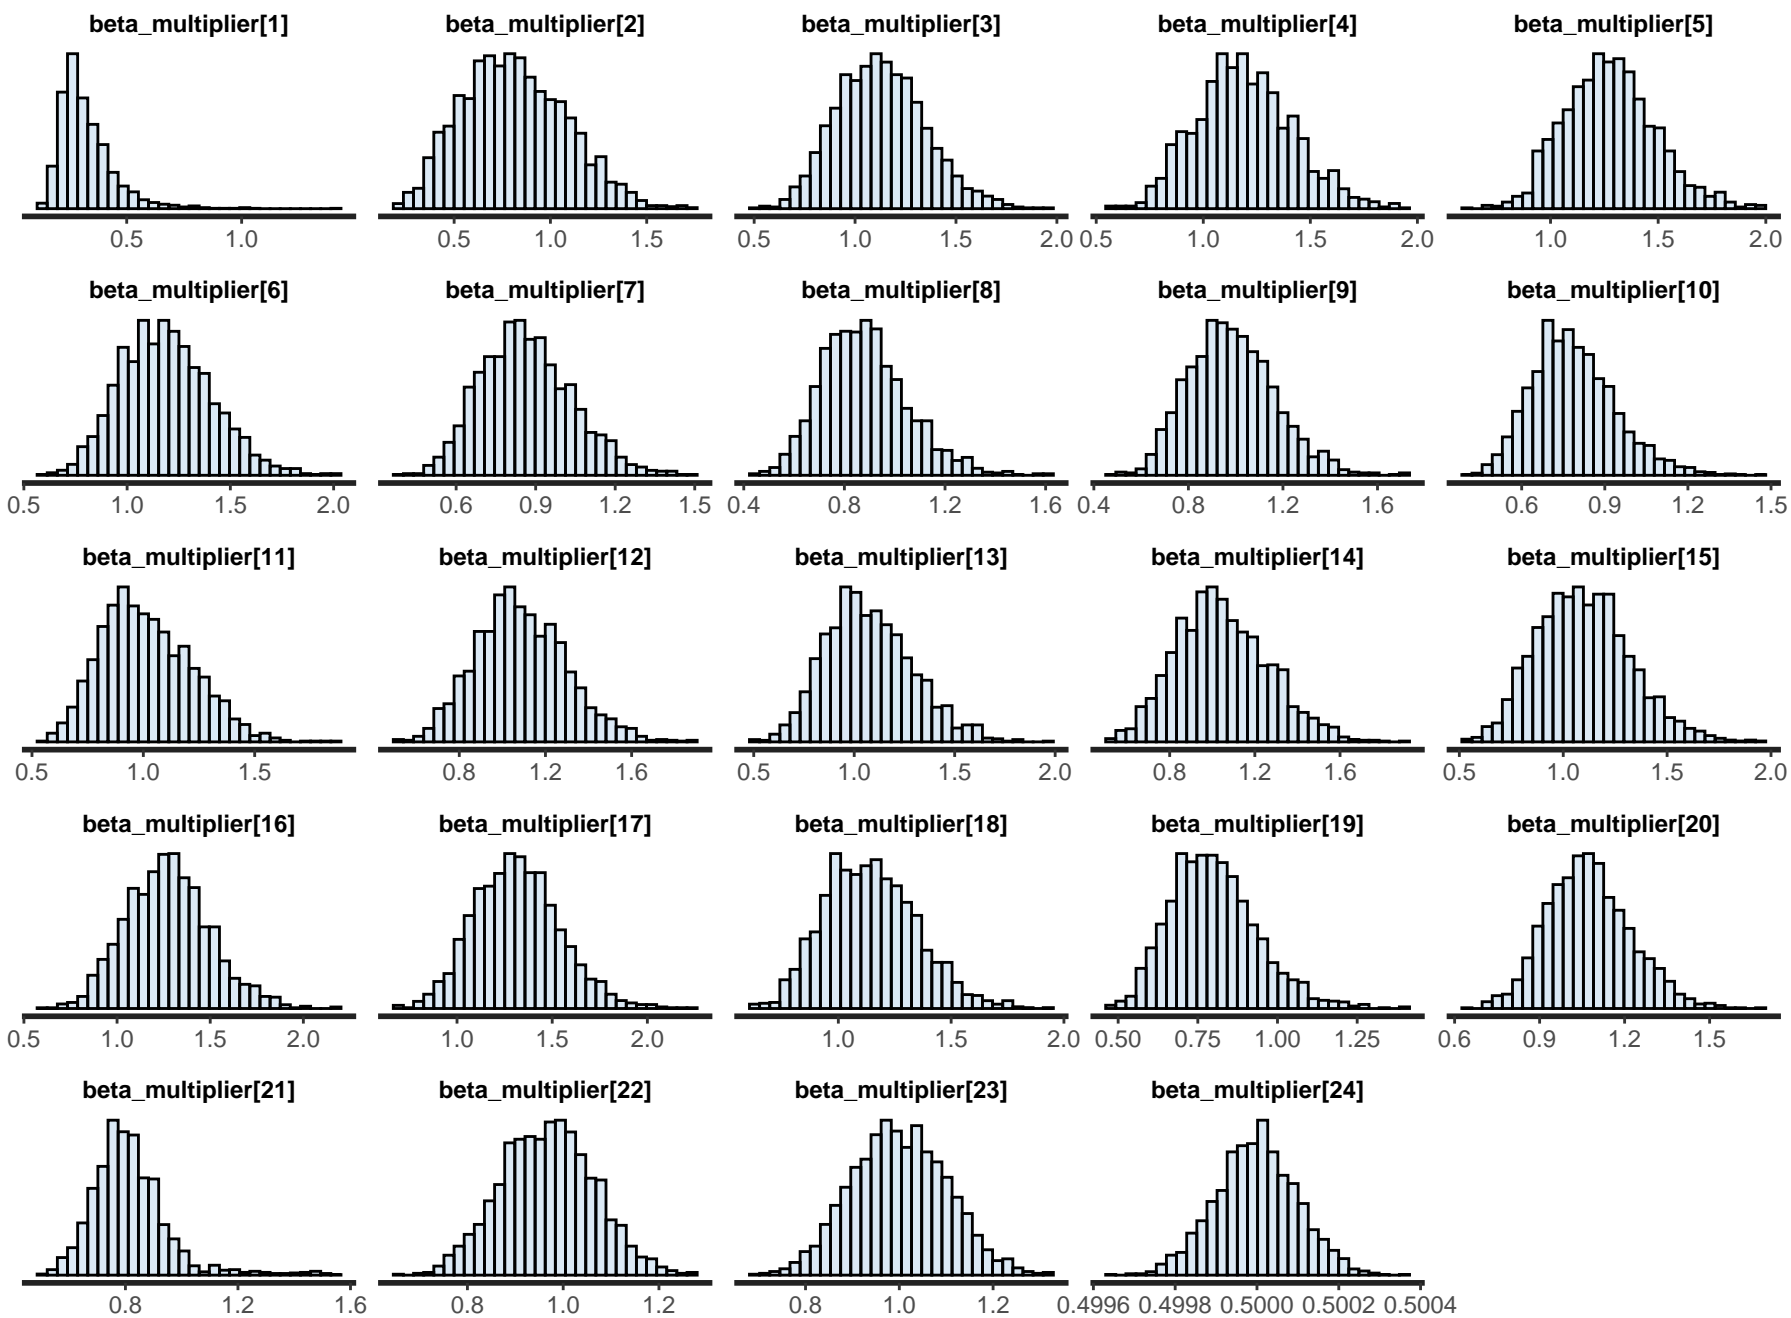 beta_multiplier[1] beta_multiplier[2] beta_multiplier[3] beta_multiplier[4] beta_multiplier[5]
0.5 1.0 0.5 1.0 1.5 0.5 1.0 1.5 2.0 0.5 1.0 1.5 2.0 1.0 1.5 2.0
beta_multiplier[6] beta_multiplier[7] beta_multiplier[8] beta_multiplier[9] beta_multiplier[10]
0.5 1.0 1.5 2.0 0.6 0.9 1.2 1.5 0.4 0.8 1.2 1.6 0.4 0.8 1.2 1.6 0.6 0.9 1.2 1.5
beta_multiplier[11] beta_multiplier[12] beta_multiplier[13] beta_multiplier[14] beta_multiplier[15]
0.5 1.0 1.5 0.8 1.2 1.6 0.5 1.0 1.5 2.0 0.8 1.2 1.6 0.5 1.0 1.5 2.0
beta_multiplier[16] beta_multiplier[17] beta_multiplier[18] beta_multiplier[19] beta_multiplier[20]
0.5 1.0 1.5 2.0 1.0 1.5 2.0 1.0 1.5 2.0 0.50 0.75 1.00 1.25 0.6 0.9 1.2 1.5
beta_multiplier[21] beta_multiplier[22] beta_multiplier[23] beta_multiplier[24]
0.8 1.2 1.6 0.8 1.0 1.2 0.8 1.0 1.2 0.4996 0.4998 0.5000 0.5002 0.5004